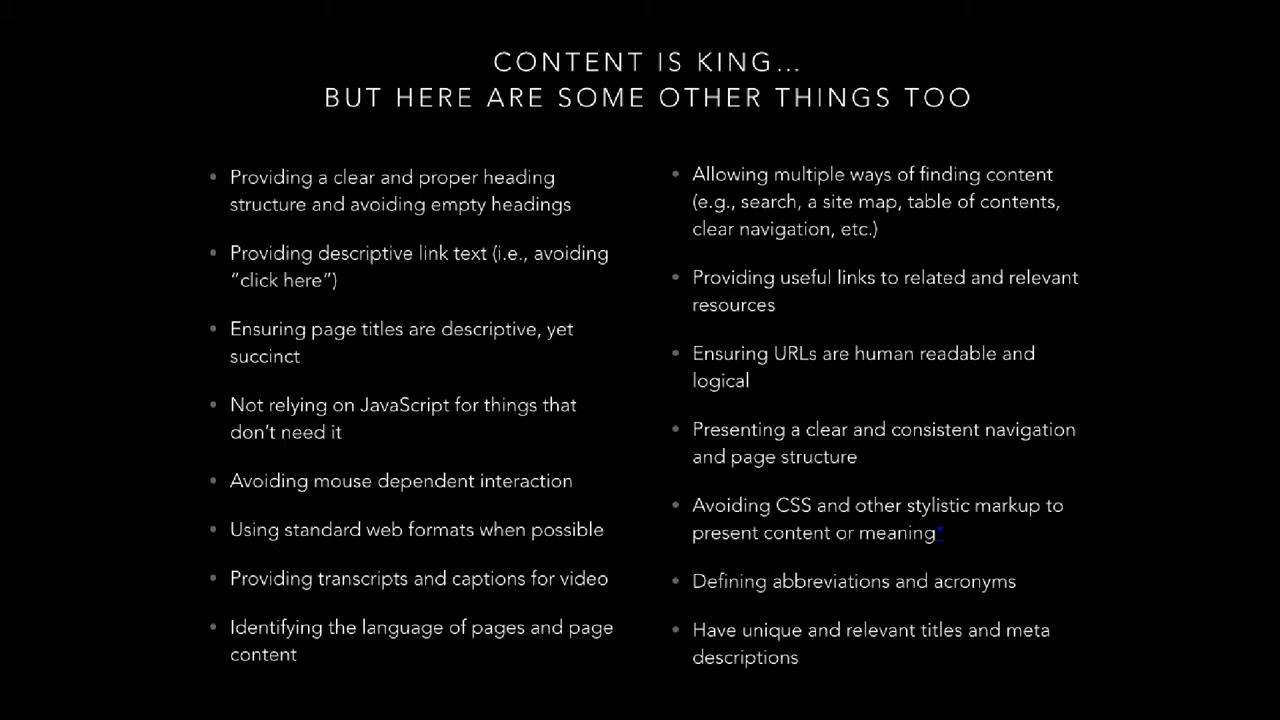 CONTENT IS KING...
BUT HERE ARE SOME OTHER THINGS TOO
• Providing a clear and proper heading
structure and avoiding empty headings
• Providing descriptive link text (i.e., avoiding
“click here”)
• Ensuring page titles are descriptive, yet
succinct
• Not relying on JavaScript for things that
don’t need it
• Avoiding mouse dependent interaction
• Using standard web formats when possible
• Providing transcripts and captions for video
• Identifying the language of pages and page
content
• Allowing multiple ways of finding content
(e.g., search, a site map, table of contents,
clear navigation, etc.)
• Providing useful links to related and relevant
resources
• Ensuring URLs are human readable and
logical
• Presenting a clear and consistent navigation
and page structure
• Avoiding CSS and other stylistic markup to
present content or meaning*
• Defining abbreviations and acronyms
• Have unique and relevant titles and meta
descriptions